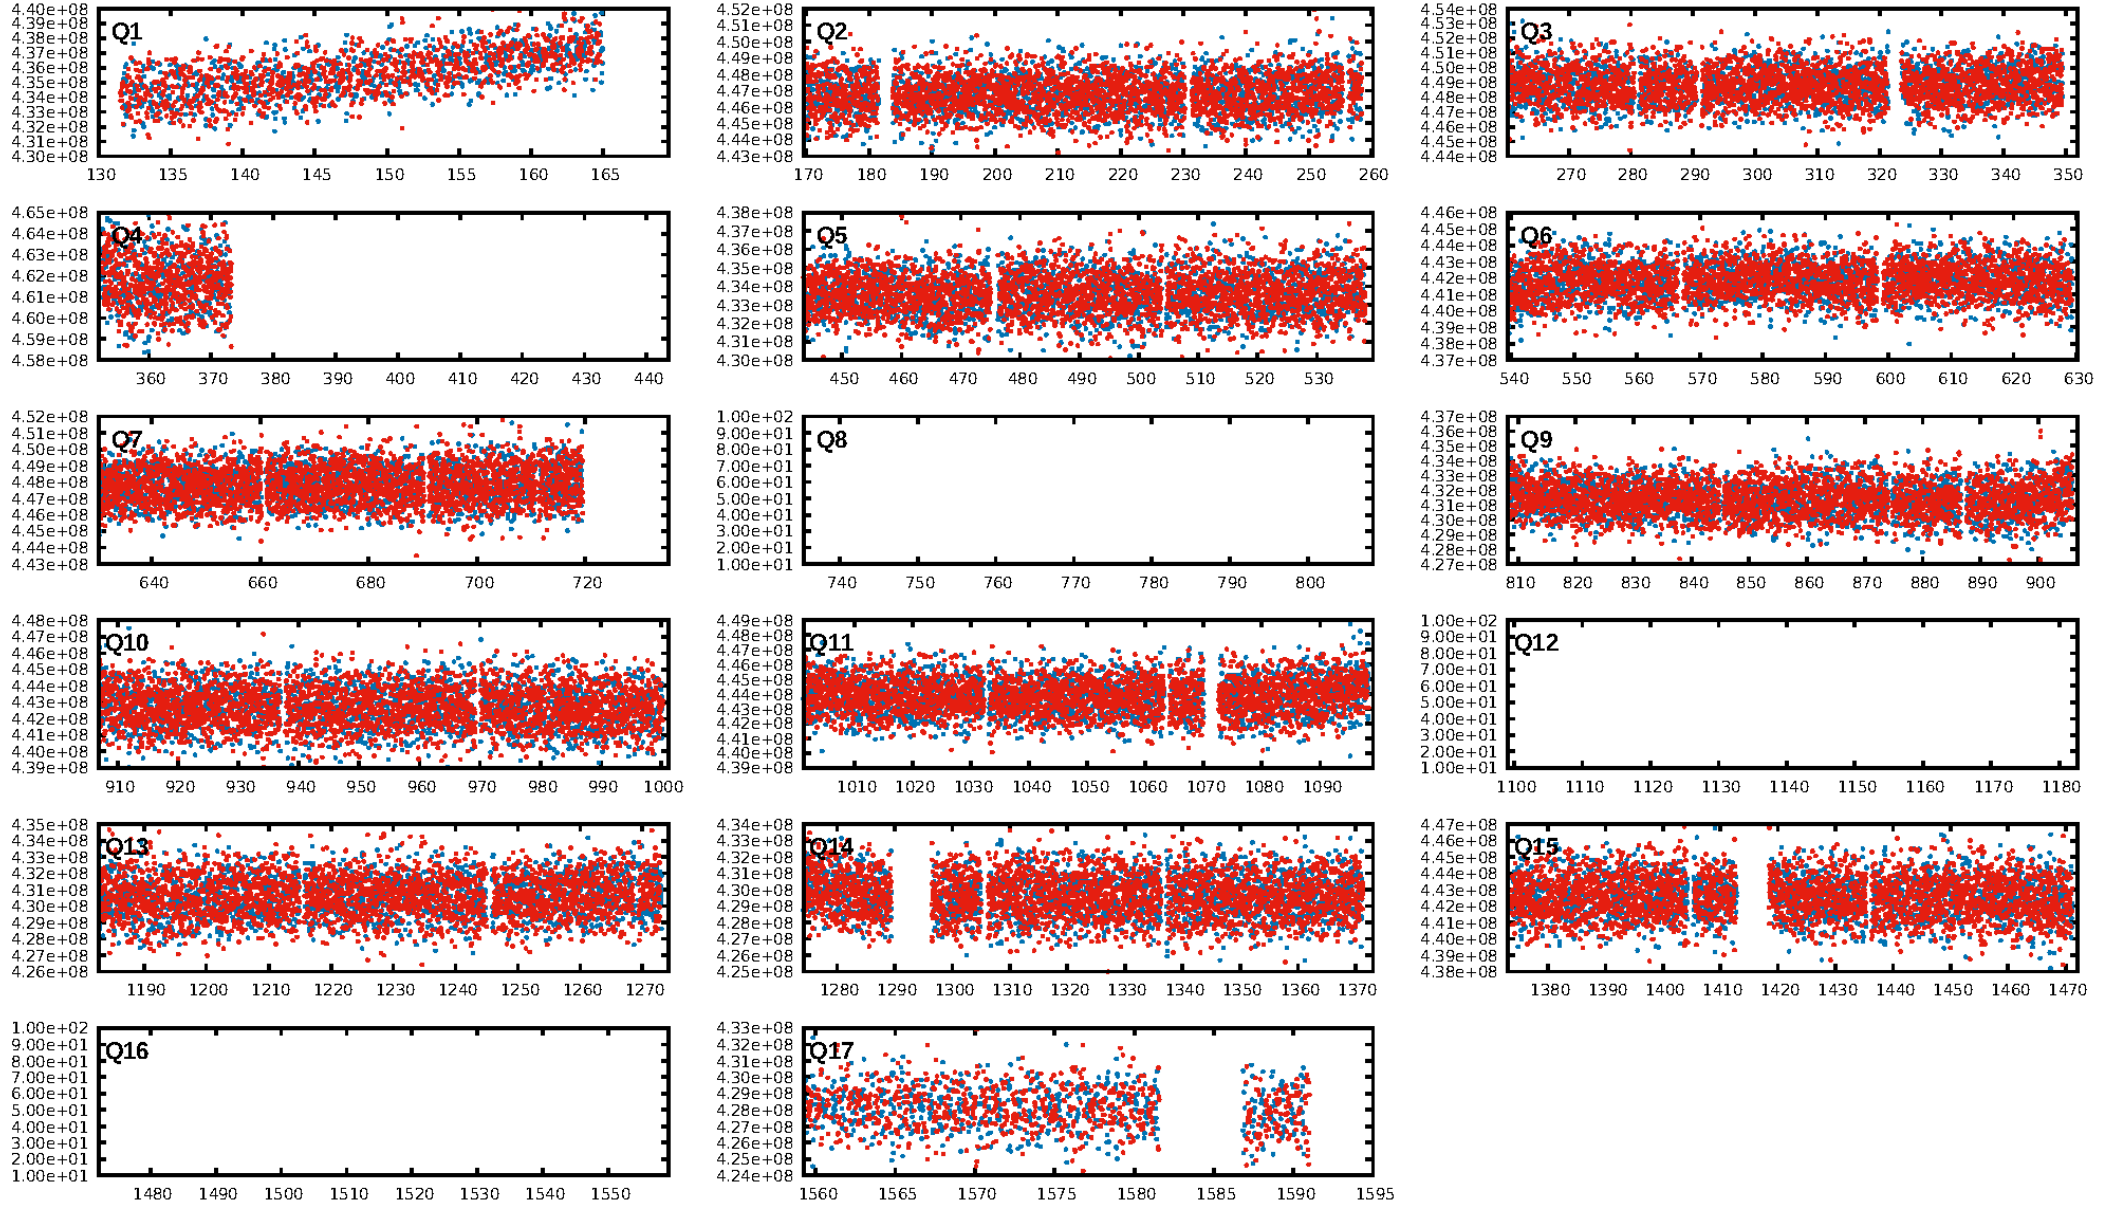 4.40e+08
4.39e+08
4.38e+08
4.37e+08
4.36e+08
4.35e+08
4.34e+08
4.33e+08
4.32e+08
4.31e+08
4.30e+08
Q1
130 135 140 145 150 155 160 165
4.52e+08
4.51e+08
4.50e+08
4.49e+08
4.48e+08
4.47e+08
4.46e+08
4.45e+08
4.44e+08
4.43e+08
Q2
170 180 190 200 210 220 230 240 250 260
4.54e+08
4.53e+08
4.52e+08
4.51e+08
4.50e+08
4.49e+08
4.48e+08
4.47e+08
4.46e+08
4.45e+08
4.44e+08
Q3
270 280 290 300 310 320 330 340 350
4.65e+08
4.64e+08
4.63e+08
4.62e+08
4.61e+08
4.60e+08
4.59e+08
4.58e+08
Q4
360 370 380 390 400 410 420 430 440
4.38e+08
4.37e+08
4.36e+08
4.35e+08
4.34e+08
4.33e+08
4.32e+08
4.31e+08
4.30e+08
Q5
450 460 470 480 490 500 510 520 530
4.46e+08
4.45e+08
4.44e+08
4.43e+08
4.42e+08
4.41e+08
4.40e+08
4.39e+08
4.38e+08
4.37e+08
Q6
540 550 560 570 580 590 600 610 620 630
4.52e+08
4.51e+08
4.50e+08
4.49e+08
4.48e+08
4.47e+08
4.46e+08
4.45e+08
4.44e+08
4.43e+08
Q7
640 660 680 700 720
1.00e+02
9.00e+01
8.00e+01
7.00e+01
6.00e+01
5.00e+01
4.00e+01
3.00e+01
2.00e+01
1.00e+01
Q8
740 750 760 770 780 790 800
4.37e+08
4.36e+08
4.35e+08
4.34e+08
4.33e+08
4.32e+08
4.31e+08
4.30e+08
4.29e+08
4.28e+08
4.27e+08
Q9
810 820 830 840 850 860 870 880 890 900
4.48e+08
4.47e+08
4.46e+08
4.45e+08
4.44e+08
4.43e+08
4.42e+08
4.41e+08
4.40e+08
4.39e+08
Q10
910 920 930 940 950 960 970 980 990 1000
4.49e+08
4.48e+08
4.47e+08
4.46e+08
4.45e+08
4.44e+08
4.43e+08
4.42e+08
4.41e+08
4.40e+08
4.39e+08
Q11
1010 1020 1030 1040 1050 1060 1070 1080 1090
1.00e+02
9.00e+01
8.00e+01
7.00e+01
6.00e+01
5.00e+01
4.00e+01
3.00e+01
2.00e+01
1.00e+01
Q12
1100 1110 1120 1130 1140 1150 1160 1170 1180
4.35e+08
4.34e+08
4.33e+08
4.32e+08
4.31e+08
4.30e+08
4.29e+08
4.28e+08
4.27e+08
4.26e+08
Q13
1190 1200 1210 1220 1230 1240 1250 1260 1270
4.34e+08
4.33e+08
4.32e+08
4.31e+08
4.30e+08
4.29e+08
4.28e+08
4.27e+08
4.26e+08
4.25e+08
Q14
1280 1290 1300 1310 1320 1330 1340 1350 1360 1370
4.47e+08
4.46e+08
4.45e+08
4.44e+08
4.43e+08
4.42e+08
4.41e+08
4.40e+08
4.39e+08
4.38e+08
Q15
1380 1390 1400 1410 1420 1430 1440 1450 1460 1470
1.00e+02
9.00e+01
8.00e+01
7.00e+01
6.00e+01
5.00e+01
4.00e+01
3.00e+01
2.00e+01
1.00e+01
Q16
1480 1490 1500 1510 1520 1530 1540 1550
4.33e+08
4.32e+08
4.31e+08
4.30e+08
4.29e+08
4.28e+08
4.27e+08
4.26e+08
4.25e+08
4.24e+08
Q17
1560 1565 1570 1575 1580 1585 1590 1595